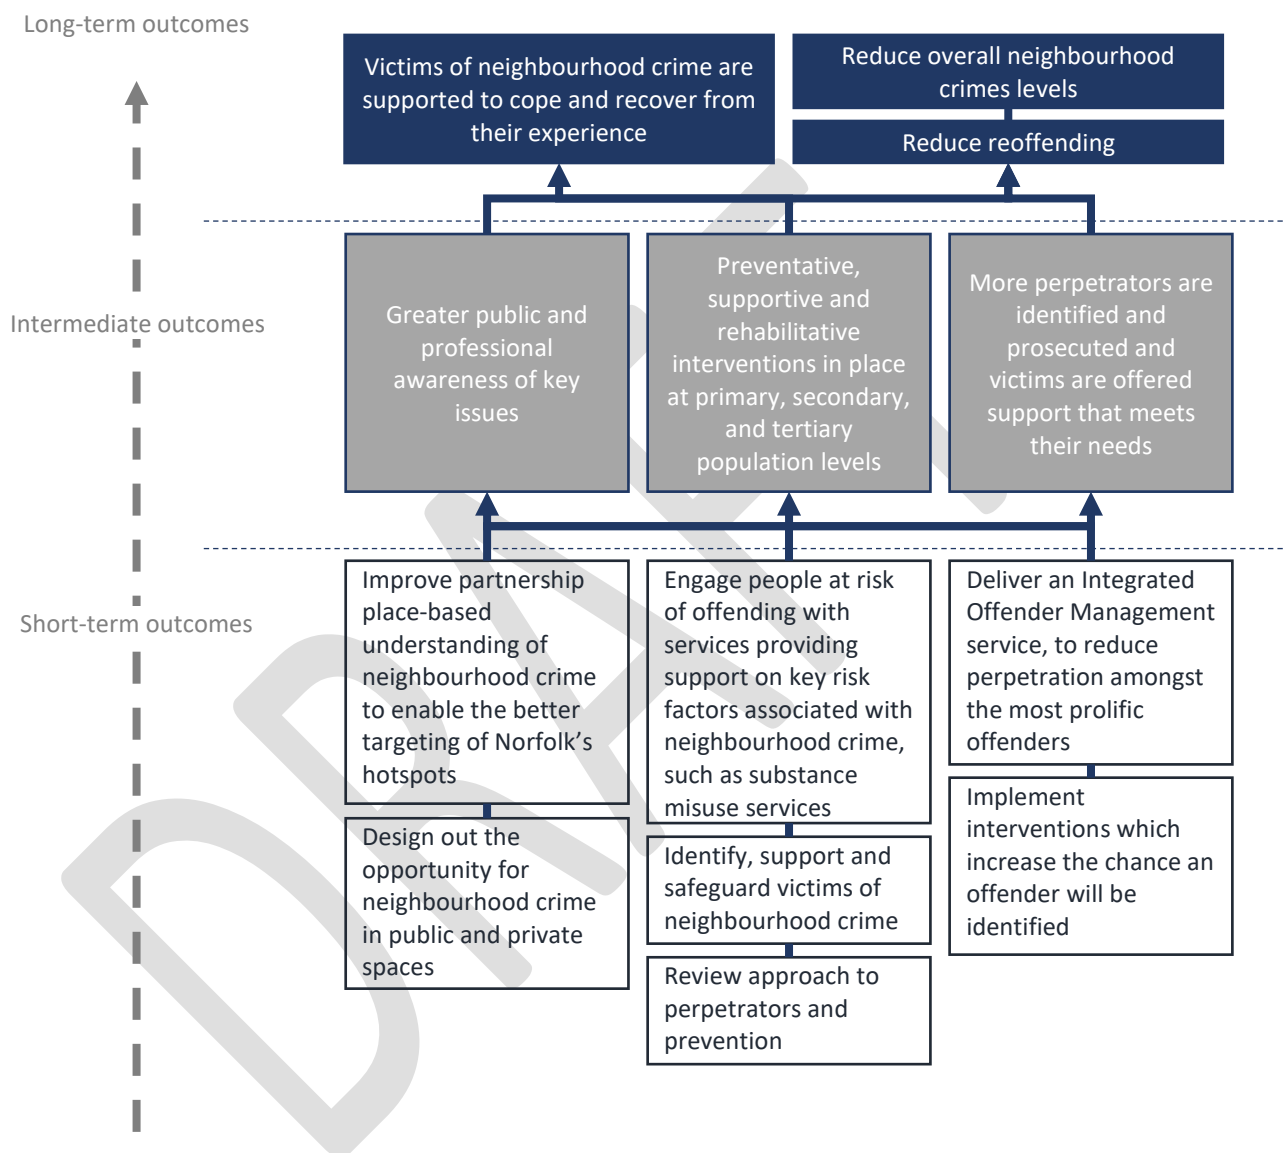 Long-term outcomes
Victims of neighbourhood crime are
supported to cope and recover from
their experience
Reduce overall neighbourhood
crimes levels
Reduce reoffending
Intermediate outcomes
Greater public and
professional
awareness of key
issues
Preventative,
supportive and
rehabilitative
interventions in place
at primary, secondary,
and tertiary
population levels
More perpetrators are
identified and
prosecuted and
victims are offered
support that meets
their needs
Short-term outcomes
Improve partnership
place-based
understanding of
neighbourhood crime
to enable the better
targeting of Norfolk’s
hotspots
Design out the
opportunity for
neighbourhood crime
in public and private
spaces
Engage people at risk
of offending with
services providing
support on key risk
factors associated with
neighbourhood crime,
such as substance
misuse services
Identify, support and
safeguard victims of
neighbourhood crime
Review approach to
perpetrators and
prevention
Deliver an Integrated
Offender Management
service, to reduce
perpetration amongst
the most prolific
offenders
Implement
interventions which
increase the chance an
offender will be
identified
DRAFT